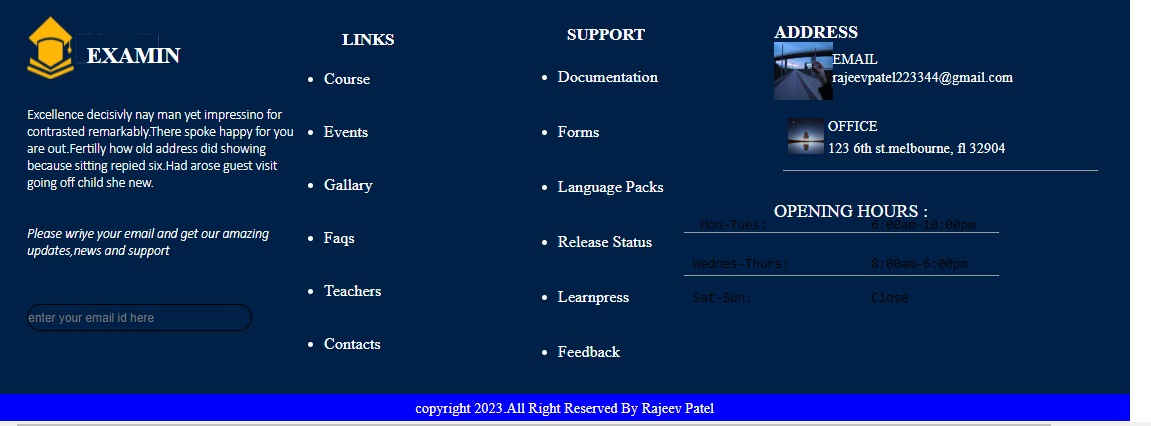 EXAMIN
Excellence decisivly nay man yet impressino for
contrasted remarkably.There spoke happy for you
are out.Fertilly how old address did showing
because sitting repied six.Had arose guest visit
going off child she new.
Please wriye your email and get our amazing
updates,news and support
enter your email id here
LINKS
Course
Events
Gallary
Faqs
Teachers
Contacts
SUPPORT
Documentation
Forms
Language Packs
Release Status
Learnpress
Feedback
ADDRESS
EMAIL
rajeevpatel223344@gmail.com
OFFICE
123 6th st.melbourne, fl 32904
OPENING HOURS :
Mon-Tues: 6:00am-10:00pm
Wednes-Thurs: 8:00am-6:00pm
Sat-Sun: Close
copyright 2023.All Right Reserved By Rajeev Patel